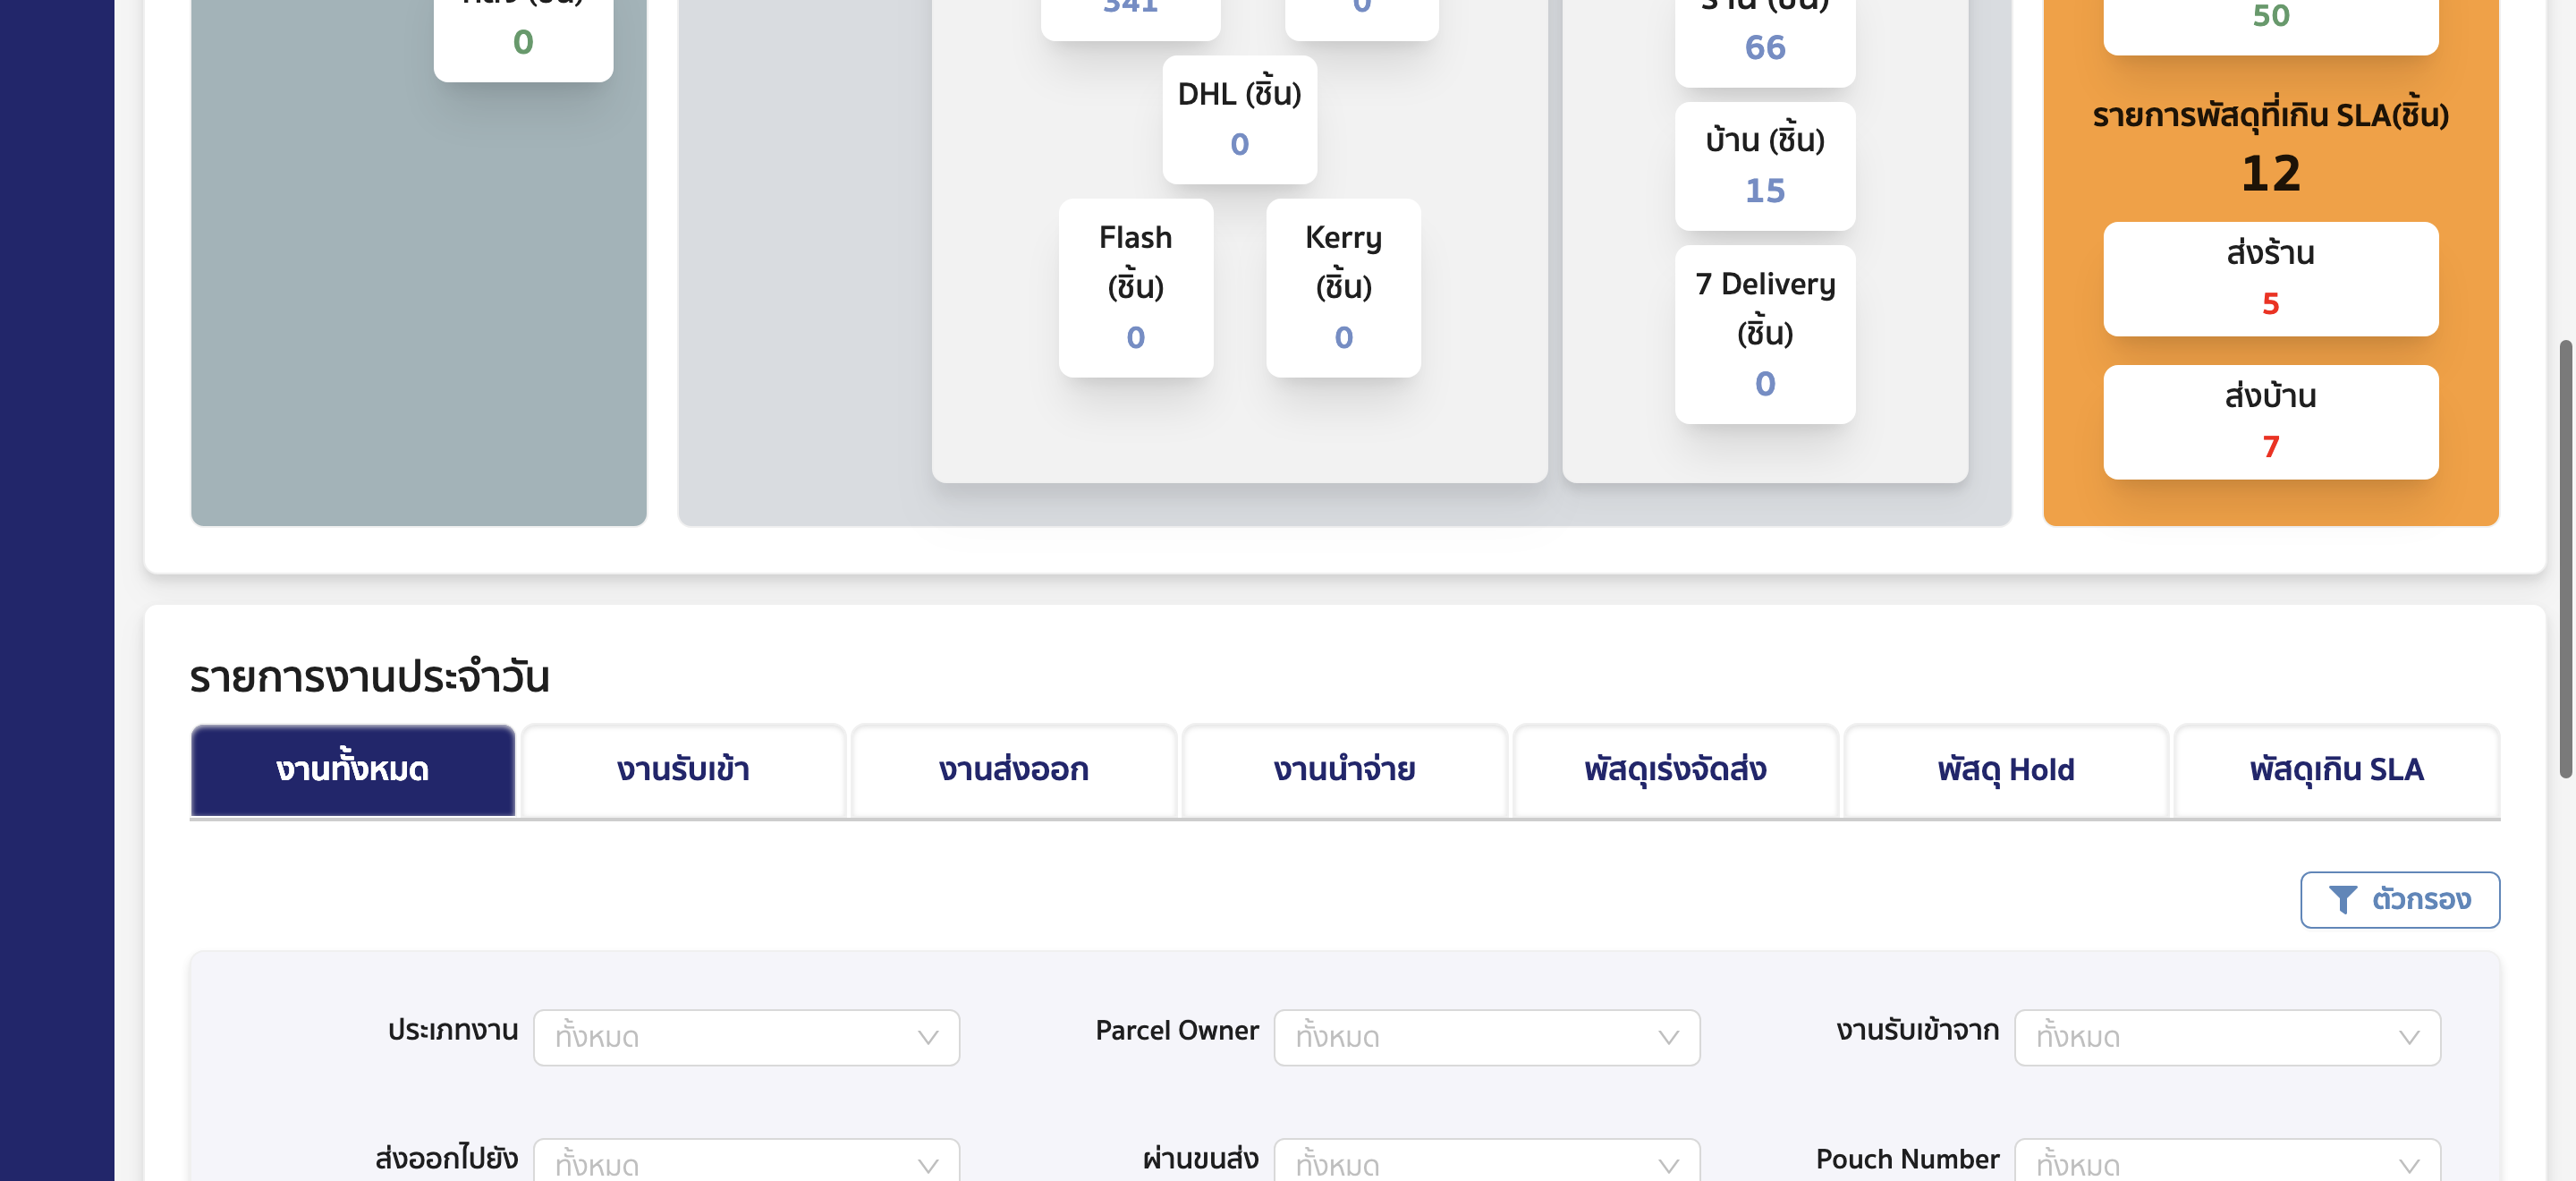 0
341
0
DHL (ชิ้น)
0
Flash
(ชิ้น)
0
Kerry
(ชิ้น)
0
66
บ้าน (ชิ้น)
15
7 Delivery
(ชิ้น)
0
50
รายการพัสดุที่เกิน SLA(ชิ้น)
12
ส่งร้าน
5
ส่งบ้าน
7
รายการงานประจำวัน
งานทั้งหมด
งานรับเข้า
งานส่งออก
งานนำจ่าย
พัสดุเร่งจัดส่ง
พัสดุ Hold
พัสดุเกิน SLA
ตัวกรอง
ประเภทงาน ทั้งหมด
Parcel Owner ทั้งหมด
งานรับเข้าจาก ทั้งหมด
ส่งออกไปยัง ทั้งหมด
ผ่านขนส่ง ทั้งหมด
Pouch Number ทั้งหมด